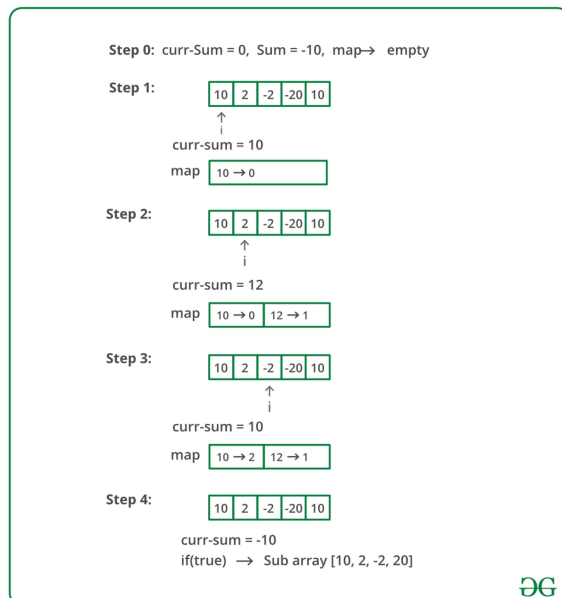 Step 0: curr-Sum = 0, Sum = -10, map→ empty
Step 1:
10 2 -2 -20 10
↑
i
curr-sum = 10
map 10 → 0
Step 2:
10 2 -2 -20 10
↑
i
curr-sum = 12
map 10 → 0 12 → 1
Step 3:
10 2 -2 -20 10
↑
i
curr-sum = 10
map 10 → 2 12 → 1
Step 4:
10 2 -2 -20 10
curr-sum = -10
if(true) → Sub array [10, 2, -2, 20]